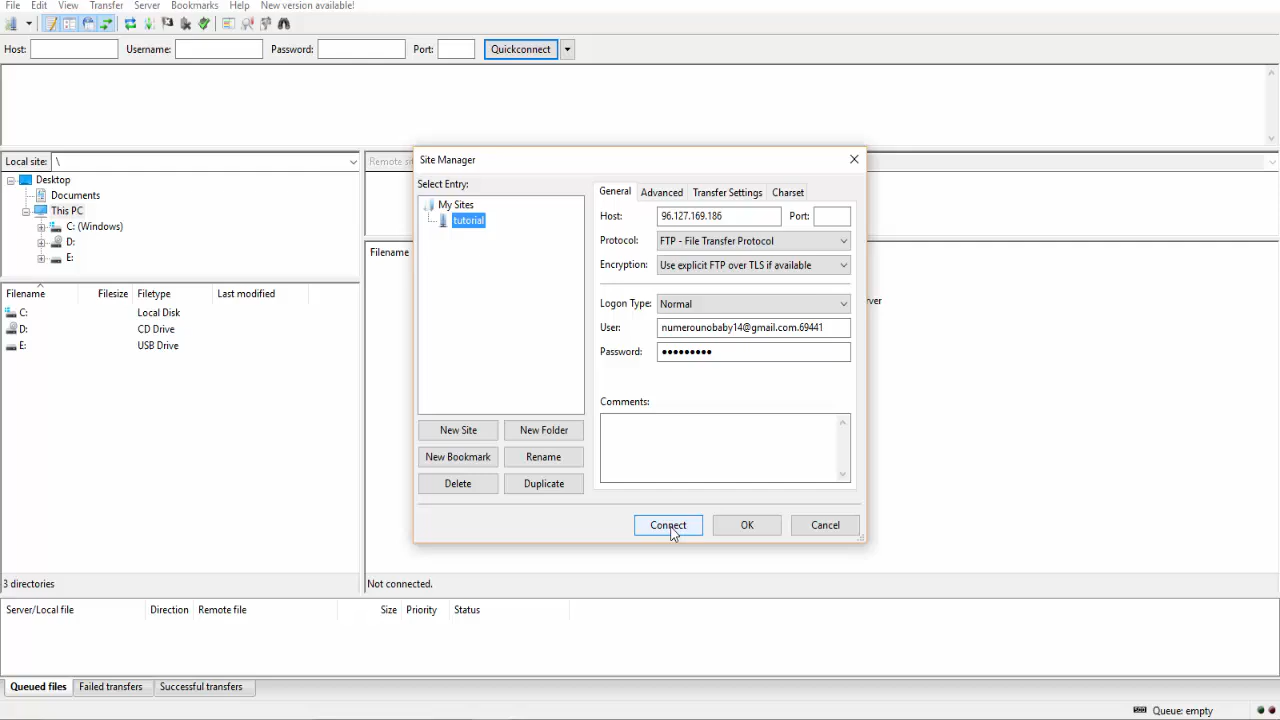 File Edit View Transfer Server Bookmarks Help New version available!
Host: Username: Password: Port: Quickconnect
Local site: \
Remote si
Desktop
Documents
This PC
C: (Windows)
D:
E:
Filename Filesize Filetype Last modified
C: Local Disk
D: CD Drive
E: USB Drive
3 directories
Filename
Not connected.
Site Manager
Select Entry:
My Sites
tutorial
New Site New Folder
New Bookmark Rename
Delete Duplicate
General Advanced Transfer Settings Charset
Host: 96.127.169.186 Port:
Protocol: FTP - File Transfer Protocol
Encryption: Use explicit FTP over TLS if available
Logon Type: Normal
User: numerounobaby14@gmail.com.69441
Password: •••••••••
Comments:
Connect OK Cancel
Server/Local file Direction Remote file Size Priority Status
Queued files Failed transfers Successful transfers
Queue: empty